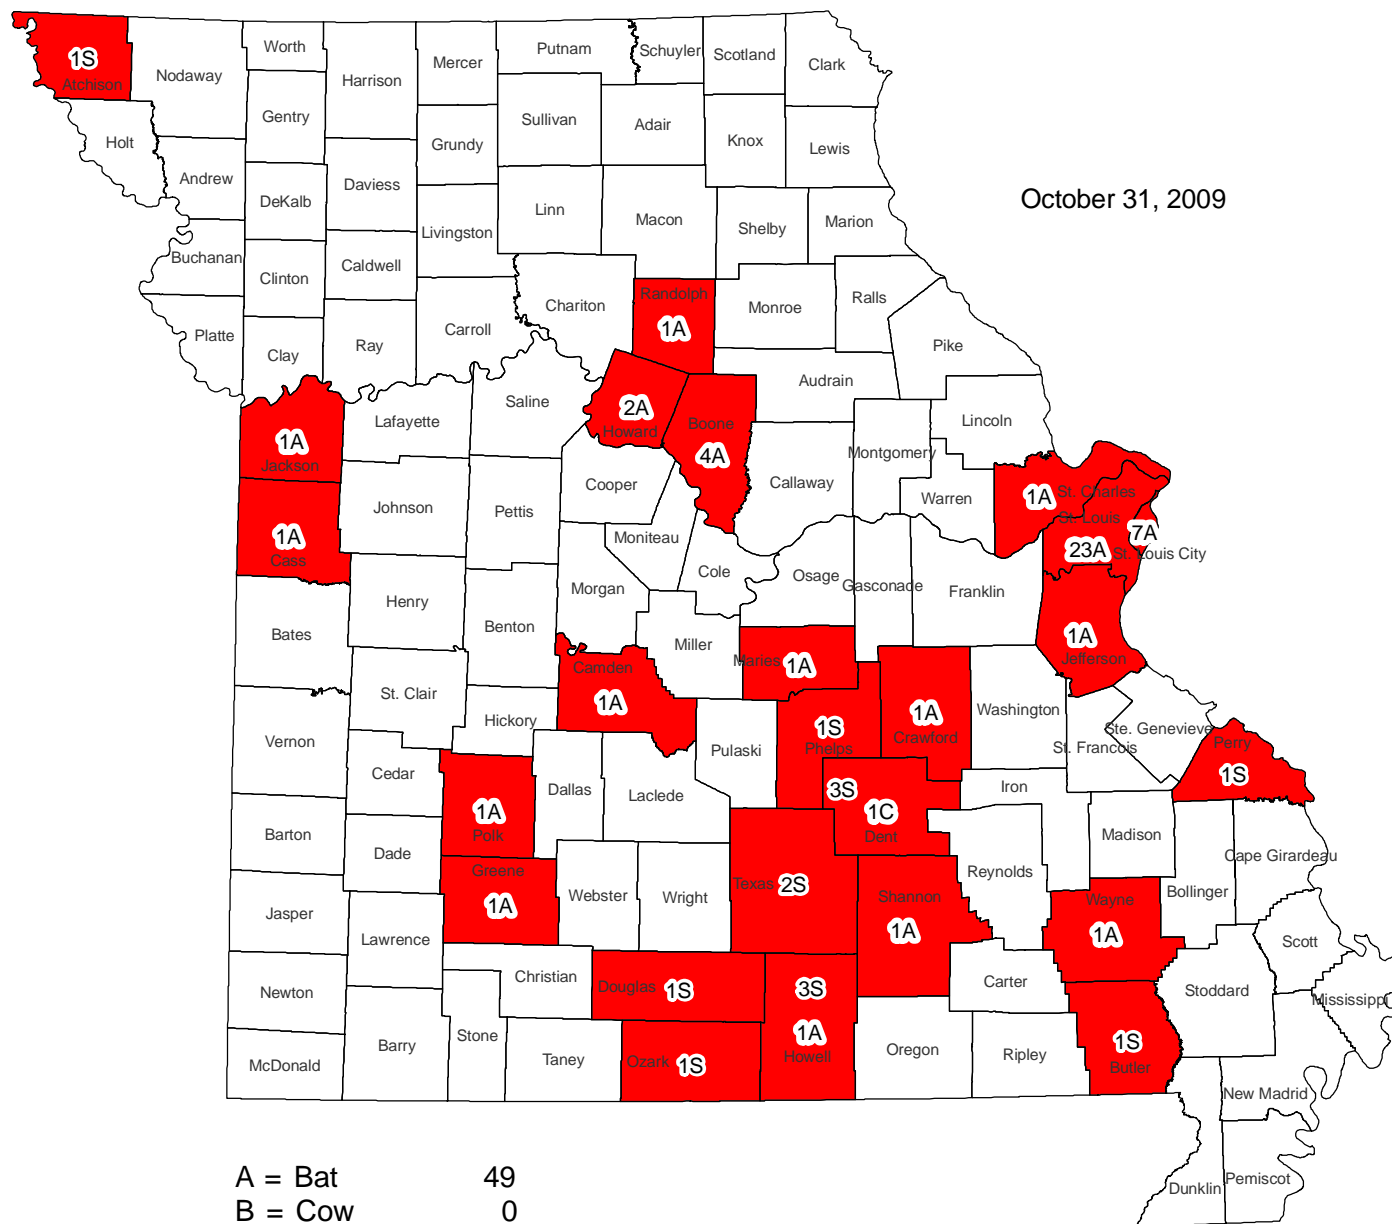 Worth
Putnam
Schuyler
Scotland
Clark
Mercer
1S
Atchison
Nodaway
Harrison
Gentry
Sullivan
Adair
Knox
Lewis
Holt
Grundy
Andrew
Daviess
DeKalb
Linn
Macon
Shelby
Marion
October 31, 2009
Livingston
Buchanan
Clinton
Caldwell
Chariton
Randolph
1A
Monroe
Ralls
Platte
Clay
Ray
Carroll
Pike
Audrain
Saline
Lafayette
2A
Howard
Boone
4A
Lincoln
1A
Jackson
Montgomery
Cooper
Callaway
Warren
1A
St. Charles
St. Louis
7A
23A
St. Louis City
Johnson
Pettis
1A
Cass
Moniteau
Cole
Osage
Gasconade
Franklin
Morgan
Henry
Benton
Bates
Miller
Maries
1A
1A
Jefferson
Camden
1A
St. Clair
Hickory
1S
Phelps
1A
Crawford
Washington
Ste. Genevieve
St. Francois
Perry
1S
Vernon
Pulaski
Cedar
Dallas
Laclede
3S
1C
Dent
Iron
1A
Polk
Barton
Dade
Madison
Cape Girardeau
Greene
1A
Webster
Wright
Texas
2S
Shannon
1A
Reynolds
Wayne
1A
Bollinger
Jasper
Lawrence
Scott
Christian
Douglas
1S
3S
1A
Howell
Carter
Stoddard
Mississippi
Newton
Stone
Barry
Taney
Ozark
1S
Oregon
Ripley
1S
Butler
McDonald
New Madrid
Dunklin
Pemiscot
A = Bat 49
B = Cow 0